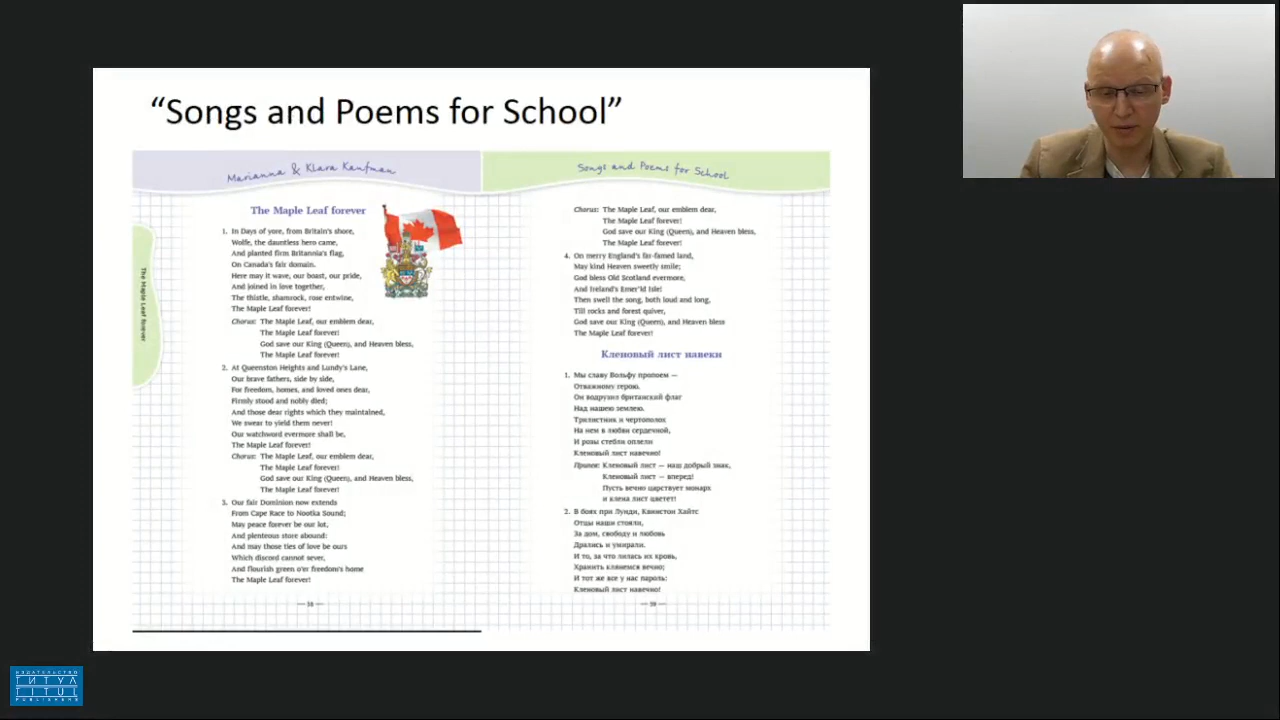 “Songs and Poems for School”
Marianna & Klara Kaufman
The Maple Leaf forever
The Maple Leaf forever
1. In Days of yore, from Britain's shore,
Wolfe, the dauntless hero came,
And planted firm Britannia's flag,
On Canada's fair domain.
Here may it wave, our boast, our pride,
And joined in love together,
The thistle, shamrock, rose entwine,
The Maple Leaf forever!
Chorus: The Maple Leaf, our emblem dear,
The Maple Leaf forever!
God save our King (Queen), and Heaven bless,
The Maple Leaf forever!
2. At Queenston Heights and Lundy's Lane,
Our brave fathers, side by side,
For freedom, homes, and loved ones dear,
Firmly stood and nobly died;
And those dear rights which they maintained,
We swear to yield them never!
Our watchword evermore shall be,
The Maple Leaf forever!
Chorus: The Maple Leaf, our emblem dear,
The Maple Leaf forever!
God save our King (Queen), and Heaven bless,
The Maple Leaf forever!
3. Our fair Dominion now extends
From Cape Race to Nootka Sound;
May peace forever be our lot,
And plenteous store abound:
And may those ties of love be ours
Which discord cannot sever,
And flourish green o'er freedom's home
The Maple Leaf forever!
— 58 —
Songs and Poems for School
Chorus: The Maple Leaf, our emblem dear,
The Maple Leaf forever!
God save our King (Queen), and Heaven bless,
The Maple Leaf forever!
4. On merry England's far-famed land,
May kind Heaven sweetly smile;
God bless Old Scotland evermore,
And Ireland's Emer'ld Isle!
Then swell the song, both loud and long,
Till rocks and forest quiver,
God save our King (Queen), and Heaven bless
The Maple Leaf forever!
Кленовый лист навеки
1. Мы славу Вольфу пропоем —
Отважному герою.
Он водрузил британский флаг
Над нашею землею.
Трилистник и чертополох
На нем в любви сердечной,
И розы стебли оплели
Кленовый лист навечно!
Припев: Кленовый лист — наш добрый знак,
Кленовый лист — вперед!
Пусть вечно царствует монарх
и клена лист цветет!
2. В боях при Лунди, Квинстон Хайтс
Отцы наши стояли,
За дом, свободу и любовь
Дрались и умирали.
И то, за что лилась их кровь,
Хранить клянемся вечно;
И тот же все у нас пароль:
Кленовый лист навечно!
— 59 —
ИЗДАТЕЛЬСТВО
ТИТУЛ
TITUL
PUBLISHERS